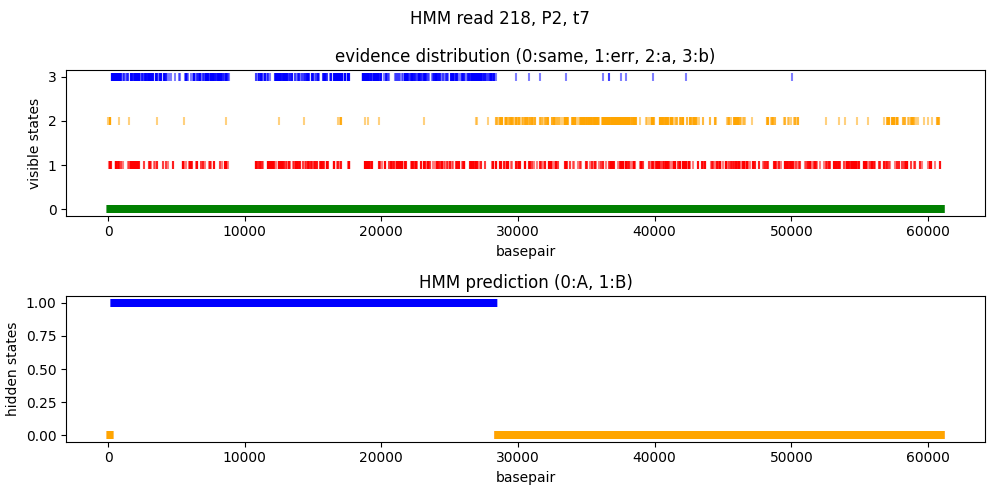 HMM read 218, P2, t7
evidence distribution (0:same, 1:err, 2:a, 3:b)
visible states
3
2
1
0
0 10000 20000 30000 40000 50000 60000
basepair
HMM prediction (0:A, 1:B)
hidden states
1.00
0.75
0.50
0.25
0.00
0 10000 20000 30000 40000 50000 60000
basepair